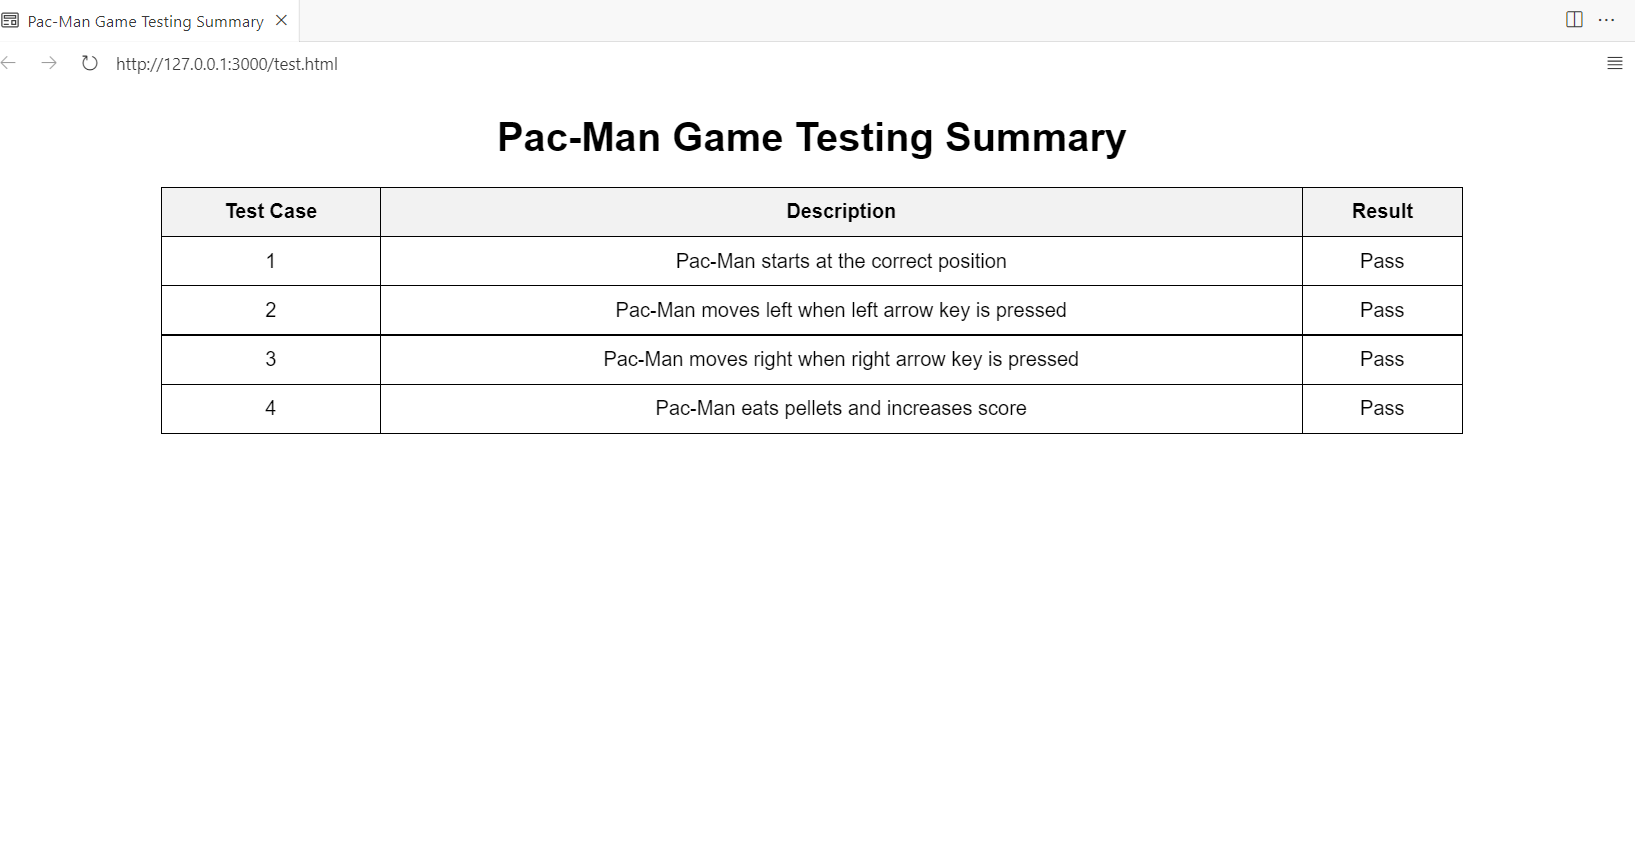 Pac-Man Game Testing Summary
http://127.0.0.1:3000/test.html
Pac-Man Game Testing Summary
Test Case Description Result
1 Pac-Man starts at the correct position Pass
2 Pac-Man moves left when left arrow key is pressed Pass
3 Pac-Man moves right when right arrow key is pressed Pass
4 Pac-Man eats pellets and increases score Pass